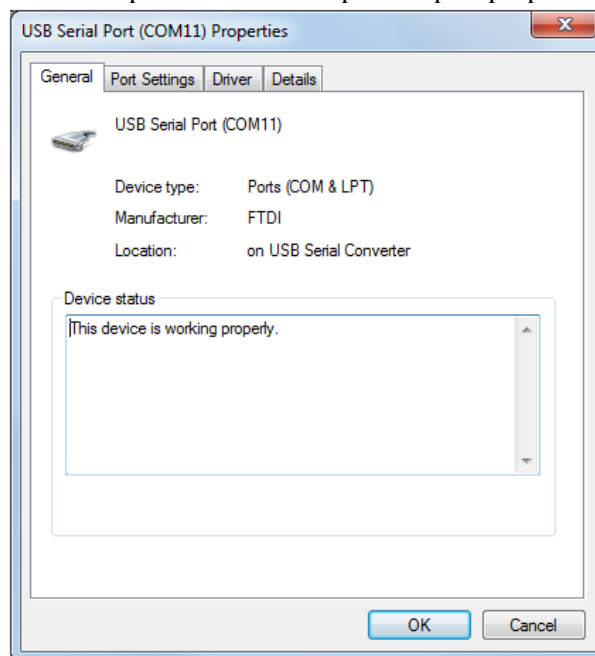 USB Serial Port (COM11) Properties
General Port Settings Driver Details
USB Serial Port (COM11)
Device type: Ports (COM & LPT)
Manufacturer: FTDI
Location: on USB Serial Converter
Device status
This device is working properly.
OK Cancel